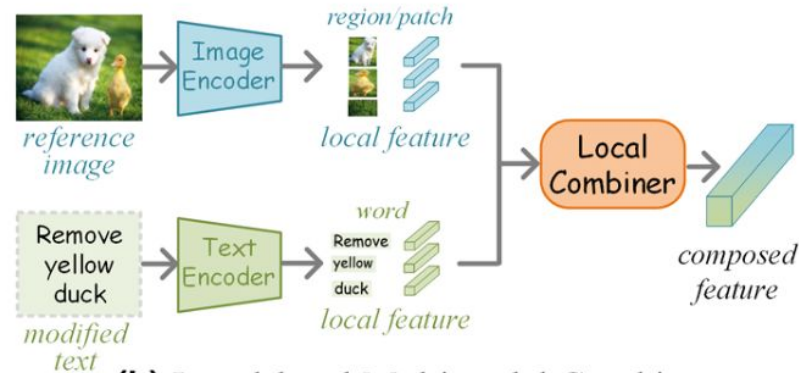 region/patch
Image
Encoder
reference
image
local feature
Local
Combiner
composed
feature
word
Remove
yellow
duck
Text
Encoder
Remove
yellow
duck
modified
text
local feature